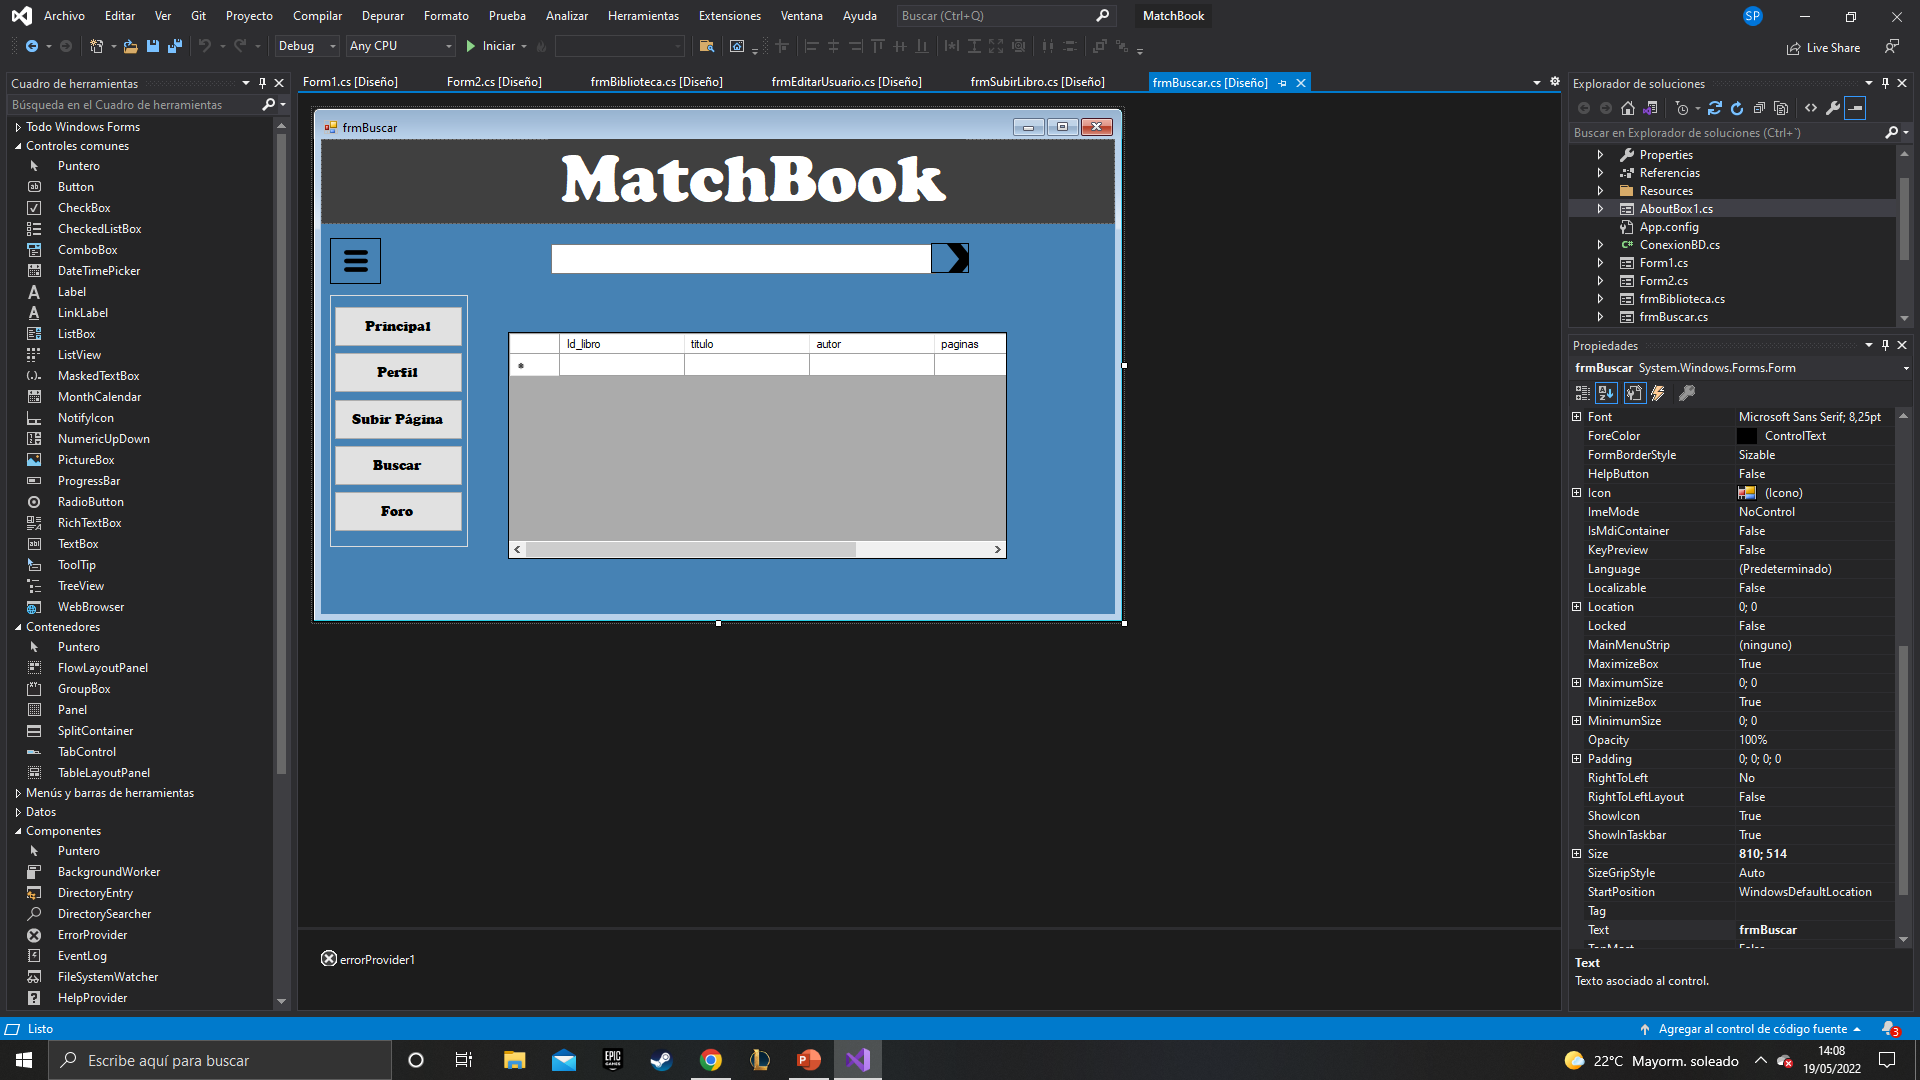 Archivo Editar Ver Git Proyecto Compilar Depurar Formato Prueba Analizar Herramientas Extensiones Ventana Ayuda Buscar (Ctrl+Q) MatchBook SP
Debug Any CPU Iniciar Live Share
Cuadro de herramientas
Búsqueda en el Cuadro de herramientas
Todo Windows Forms
Controles comunes
Puntero
Button
CheckBox
CheckedListBox
ComboBox
DateTimePicker
Label
LinkLabel
ListBox
ListView
MaskedTextBox
MonthCalendar
NotifyIcon
NumericUpDown
PictureBox
ProgressBar
RadioButton
RichTextBox
TextBox
ToolTip
TreeView
WebBrowser
Contenedores
Puntero
FlowLayoutPanel
GroupBox
Panel
SplitContainer
TabControl
TableLayoutPanel
Menús y barras de herramientas
Datos
Componentes
Puntero
BackgroundWorker
DirectoryEntry
DirectorySearcher
ErrorProvider
EventLog
FileSystemWatcher
HelpProvider
Form1.cs [Diseño] Form2.cs [Diseño] frmBiblioteca.cs [Diseño] frmEditarUsuario.cs [Diseño] frmSubirLibro.cs [Diseño] frmBuscar.cs [Diseño]
frmBuscar
MatchBook
Principal
Perfil
Subir Página
Buscar
Foro
Id_libro titulo autor paginas
errorProvider1
Explorador de soluciones
Buscar en Explorador de soluciones (Ctrl+´)
Properties
Referencias
Resources
AboutBox1.cs
App.config
C# ConexionBD.cs
Form1.cs
Form2.cs
frmBiblioteca.cs
frmBuscar.cs
Propiedades
frmBuscar System.Windows.Forms.Form
Font Microsoft Sans Serif; 8,25pt
ForeColor ControlText
FormBorderStyle Sizable
HelpButton False
Icon (Icono)
ImeMode NoControl
IsMdiContainer False
KeyPreview False
Language (Predeterminado)
Localizable False
Location 0; 0
Locked False
MainMenuStrip (ninguno)
MaximizeBox True
MaximumSize 0; 0
MinimizeBox True
MinimumSize 0; 0
Opacity 100%
Padding 0; 0; 0; 0
RightToLeft No
RightToLeftLayout False
ShowIcon True
ShowInTaskbar True
Size 810; 514
SizeGripStyle Auto
StartPosition WindowsDefaultLocation
Tag
Text frmBuscar
TopMost False
Text
Texto asociado al control.
Listo Agregar al control de código fuente 3
Escribe aquí para buscar EPIC GAMES 22°C Mayorm. soleado 14:08
19/05/2022